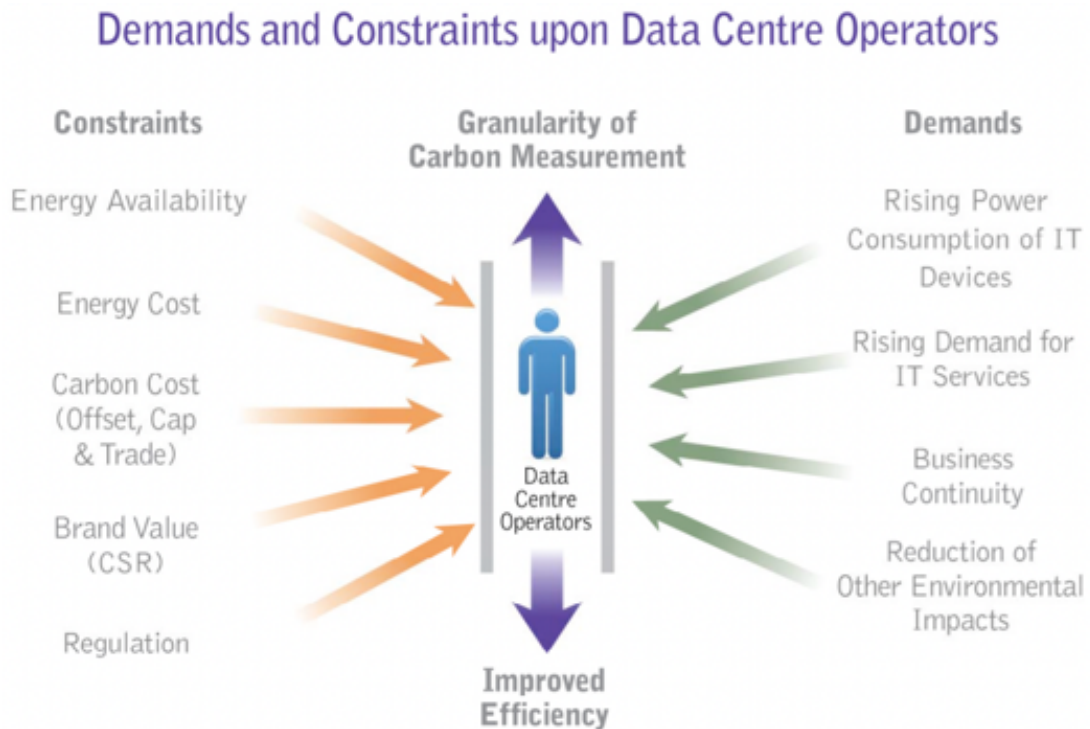 Demands and Constraints upon Data Centre Operators
Constraints
Energy Availability
Energy Cost
Carbon Cost
(Offset, Cap
& Trade)
Brand Value
(CSR)
Regulation
Granularity of
Carbon Measurement
Data
Centre
Operators
Improved
Efficiency
Demands
Rising Power
Consumption of IT
Devices
Rising Demand for
IT Services
Business
Continuity
Reduction of
Other Environmental
Impacts